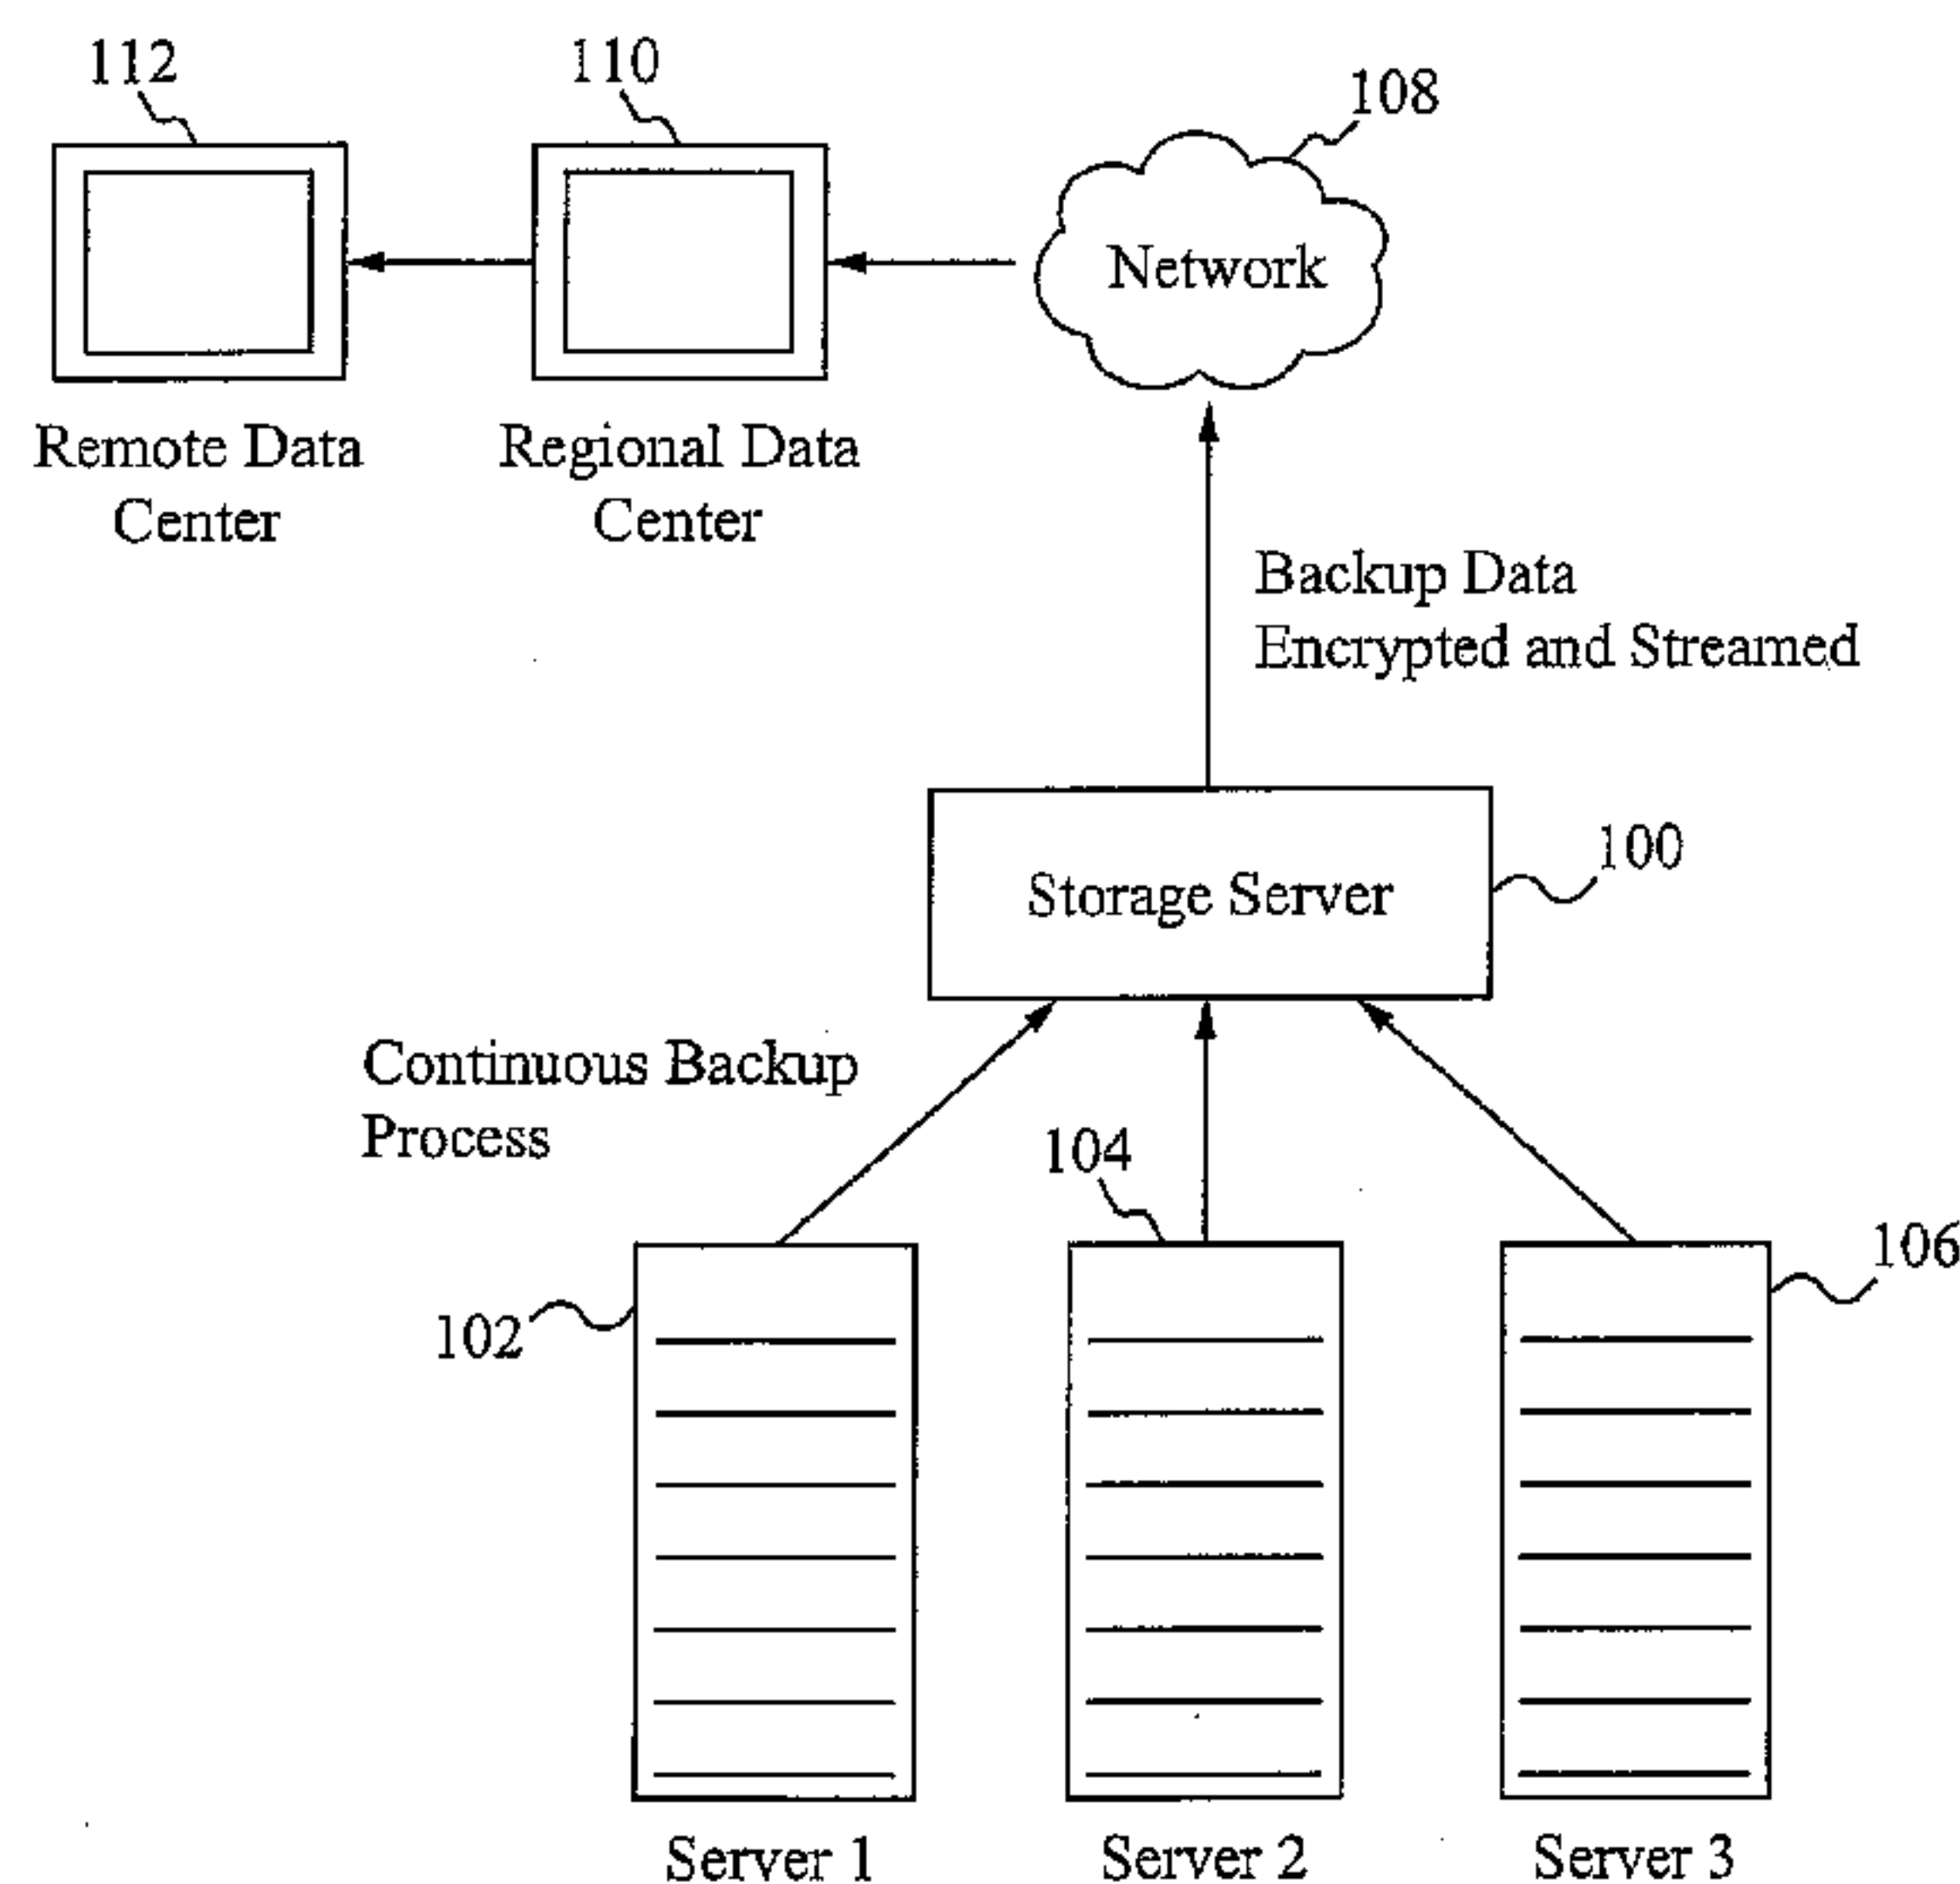 112
110
108
Network
Remote Data
Center
Regional Data
Center
Backup Data
Encrypted and Streamed
100
Storage Server
Continuous Backup
Process
104
106
102
Server 1
Server 2
Server 3